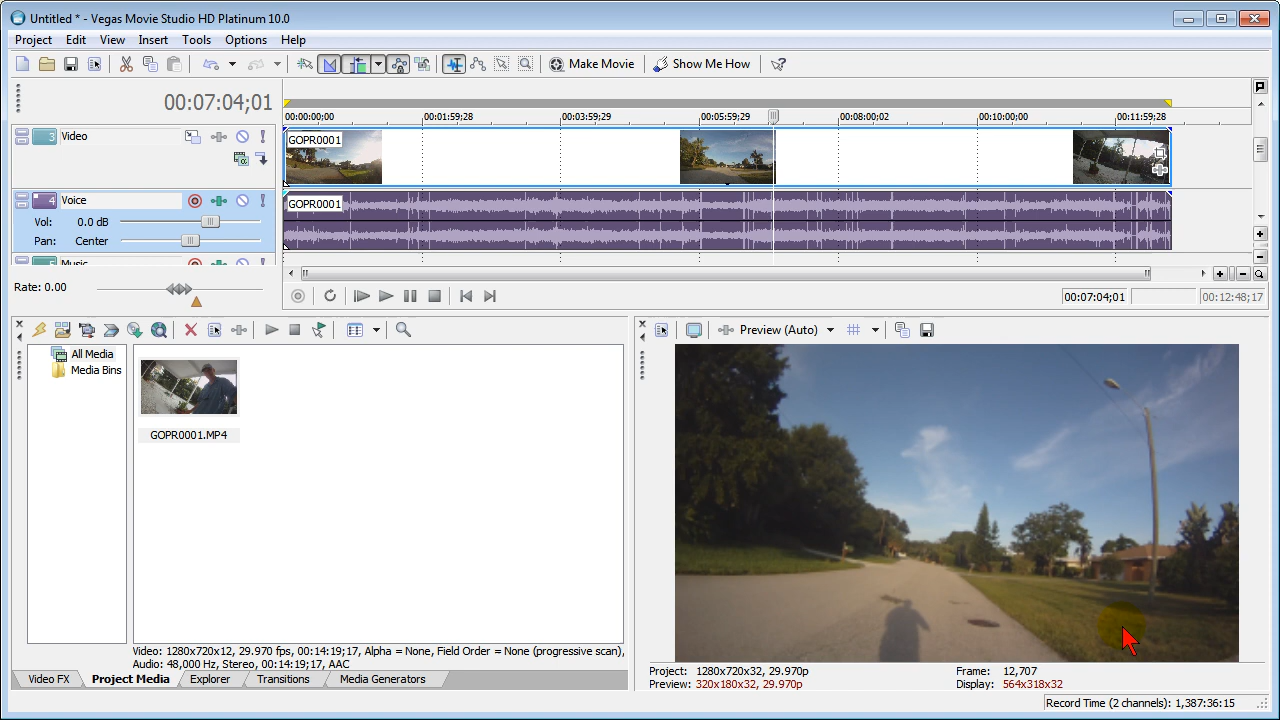 Untitled * - Vegas Movie Studio HD Platinum 10.0
Project Edit View Insert Tools Options Help
Make Movie Show Me How
00:07:04;01
00:00:00;00 00:01:59;28 00:03:59;29 00:05:59;29 00:08:00;02 00:10:00;00 00:11:59;28
3 Video
GOPR0001
4 Voice
GOPR0001
Vol: 0.0 dB
Pan: Center
5 Music
Rate: 0.00
00:07:04;01 00:12:48;17
Preview (Auto)
All Media
Media Bins
GOPR0001.MP4
Video: 1280x720x12, 29.970 fps, 00:14:19;17, Alpha = None, Field Order = None (progressive scan),
Audio: 48,000 Hz, Stereo, 00:14:19;17, AAC
Video FX Project Media Explorer Transitions Media Generators
Project: 1280x720x32, 29.970p Frame: 12,707
Preview: 320x180x32, 29.970p Display: 564x318x32
Record Time (2 channels): 1,387:36:15